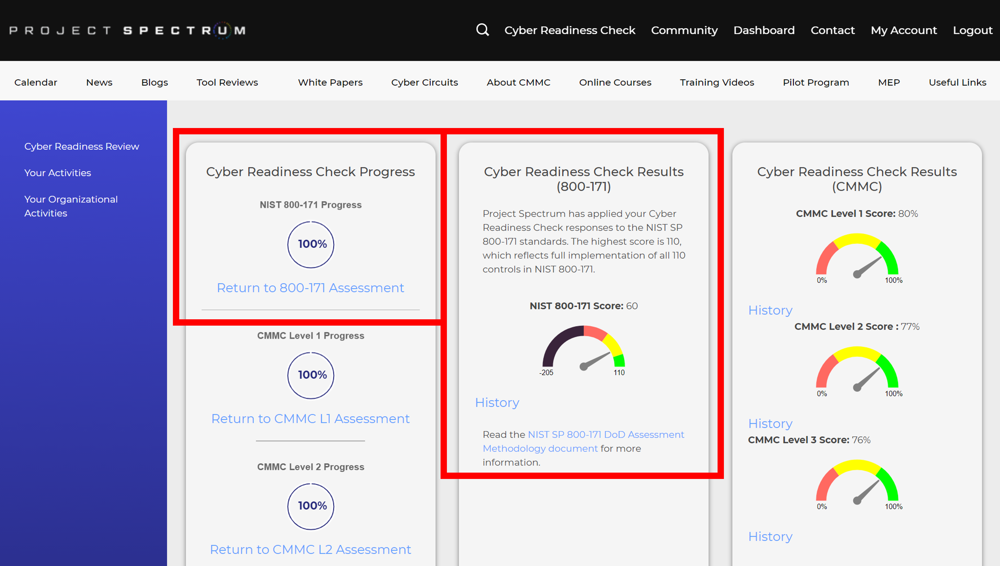 PROJECT SPECTRUM
Cyber Readiness Check Community Dashboard Contact My Account Logout
Calendar News Blogs Tool Reviews White Papers Cyber Circuits About CMMC Online Courses Training Videos Pilot Program MEP Useful Links
Cyber Readiness Review
Your Activities
Your Organizational
Activities
Cyber Readiness Check Progress
NIST 800-171 Progress
100%
Return to 800-171 Assessment
CMMC Level 1 Progress
100%
Return to CMMC L1 Assessment
CMMC Level 2 Progress
100%
Return to CMMC L2 Assessment
Cyber Readiness Check Results
(800-171)
Project Spectrum has applied your Cyber
Readiness Check responses to the NIST SP
800-171 standards. The highest score is 110,
which reflects full implementation of all 110
controls in NIST 800-171.
NIST 800-171 Score: 60
-205 110
History
Read the NIST SP 800-171 DoD Assessment
Methodology document for more
information.
Cyber Readiness Check Results
(CMMC)
CMMC Level 1 Score: 80%
0% 100%
History
CMMC Level 2 Score : 77%
0% 100%
History
CMMC Level 3 Score: 76%
0% 100%
History